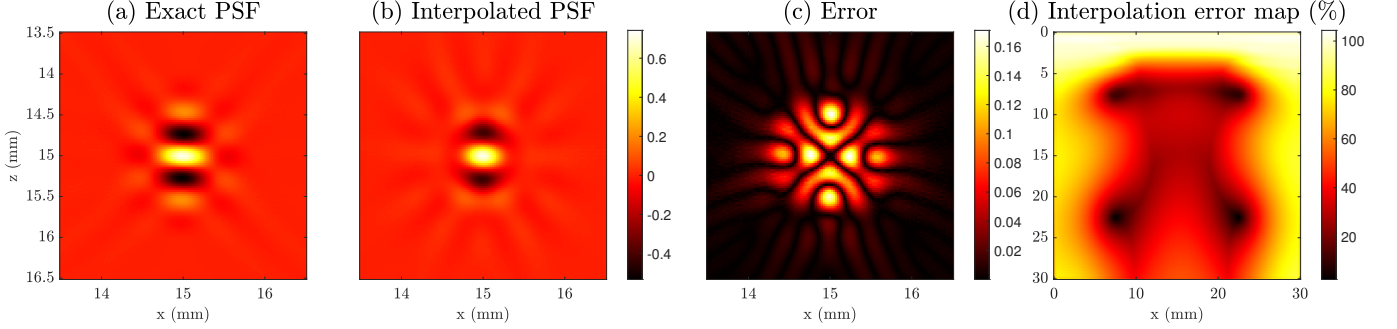 (a) Exact PSF
(b) Interpolated PSF
(c) Error
(d) Interpolation error map (%)
13.5
14
14.5
15
15.5
16
16.5
z (mm)
14 15 16
x (mm)
14 15 16
x (mm)
0.6
0.4
0.2
0
-0.2
-0.4
14 15 16
x (mm)
0.16
0.14
0.12
0.1
0.08
0.06
0.04
0.02
0
5
10
15
20
25
30
0 10 20 30
x (mm)
100
80
60
40
20